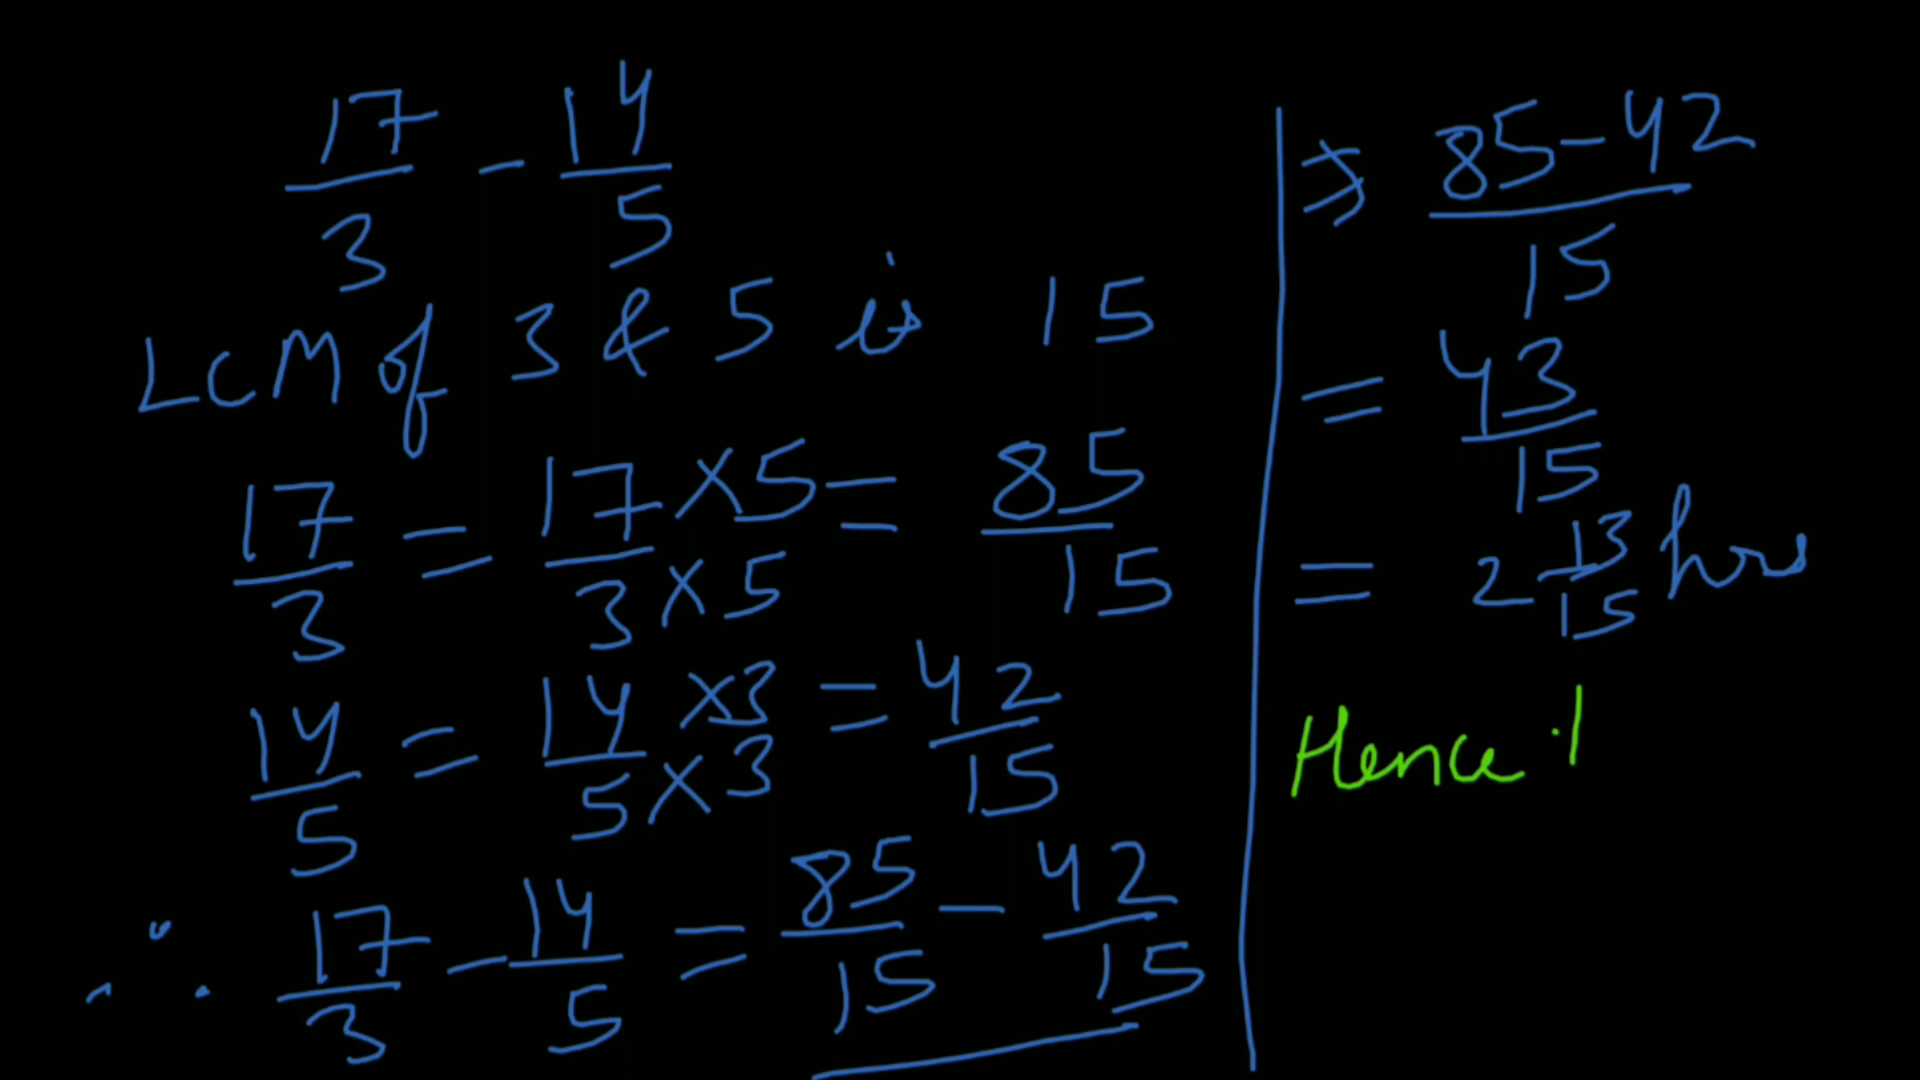 17/3 - 14/5
LCM of 3 & 5 is 15
17/3 = 17×5/3×5 = 85/15
14/5 = 14×3/5×3 = 42/15
∴ 17/3 - 14/5 = 85/15 - 42/15
⇒ 85-42/15
= 43/15
= 2 13/15 hrs
Hence